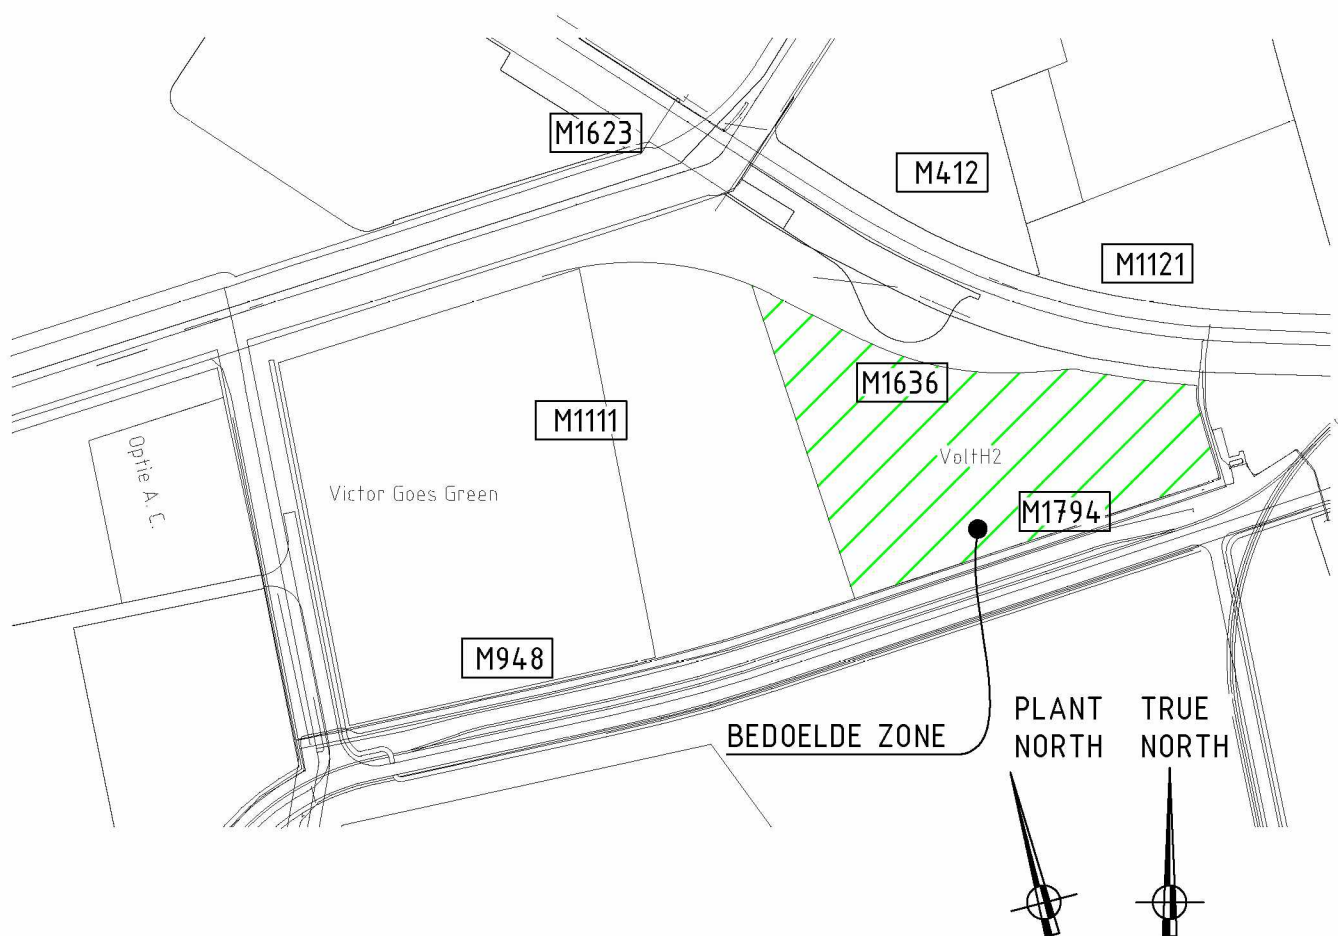 M1623
M412
M1121
M1636
M1111
Optie A. C.
VoltH2
Victor Goes Green
M1794
M948
BEDOELDE ZONE
PLANT
NORTH
TRUE
NORTH